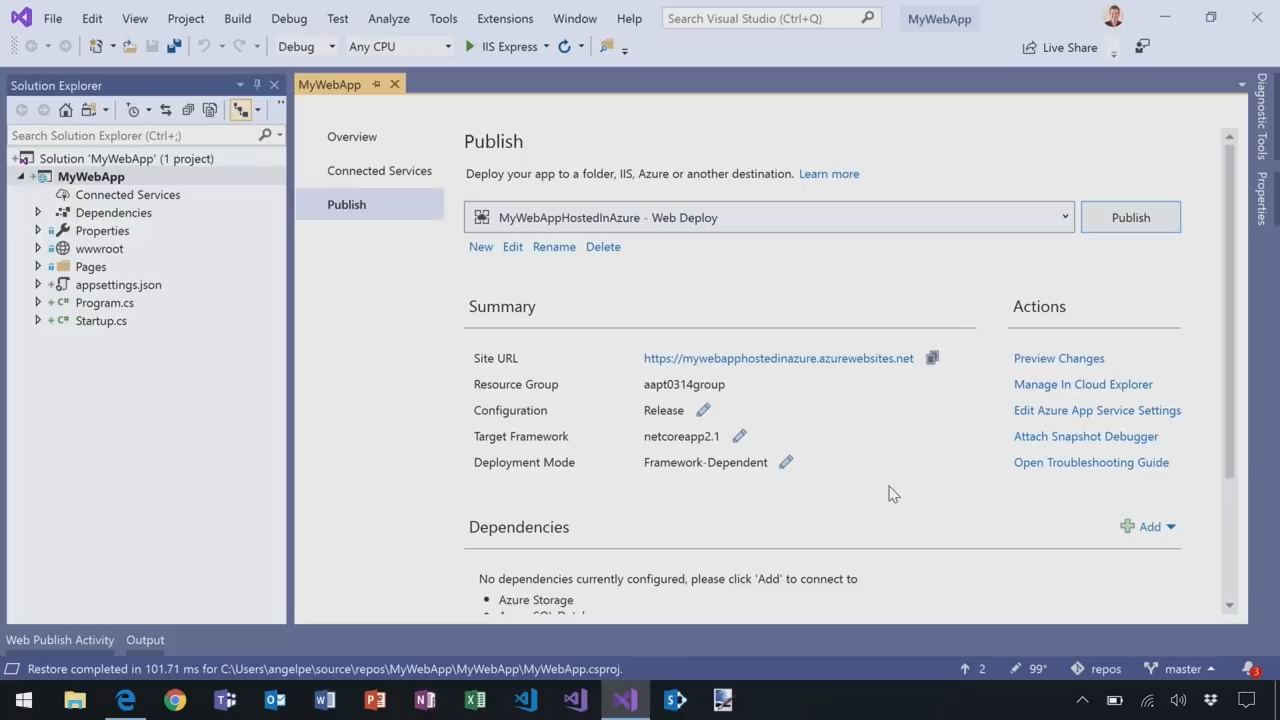 File Edit View Project Build Debug Test Analyze Tools Extensions Window Help Search Visual Studio (Ctrl+Q) MyWebApp
Debug Any CPU IIS Express Live Share
Solution Explorer
Search Solution Explorer (Ctrl+;)
Solution 'MyWebApp' (1 project)
MyWebApp
Connected Services
Dependencies
Properties
wwwroot
Pages
appsettings.json
C# Program.cs
C# Startup.cs
MyWebApp
Overview
Connected Services
Publish
Publish
Deploy your app to a folder, IIS, Azure or another destination. Learn more
MyWebAppHostedInAzure - Web Deploy Publish
New Edit Rename Delete
Summary
Site URL https://mywebapphostedinazure.azurewebsites.net
Resource Group aapt0314group
Configuration Release
Target Framework netcoreapp2.1
Deployment Mode Framework-Dependent
Actions
Preview Changes
Manage In Cloud Explorer
Edit Azure App Service Settings
Attach Snapshot Debugger
Open Troubleshooting Guide
Dependencies Add
No dependencies currently configured, please click 'Add' to connect to
Azure Storage
Diagnostic Tools
Properties
Web Publish Activity Output
Restore completed in 101.71 ms for C:\Users\angelpe\source\repos\MyWebApp\MyWebApp\MyWebApp.csproj. 2 99* repos master 3